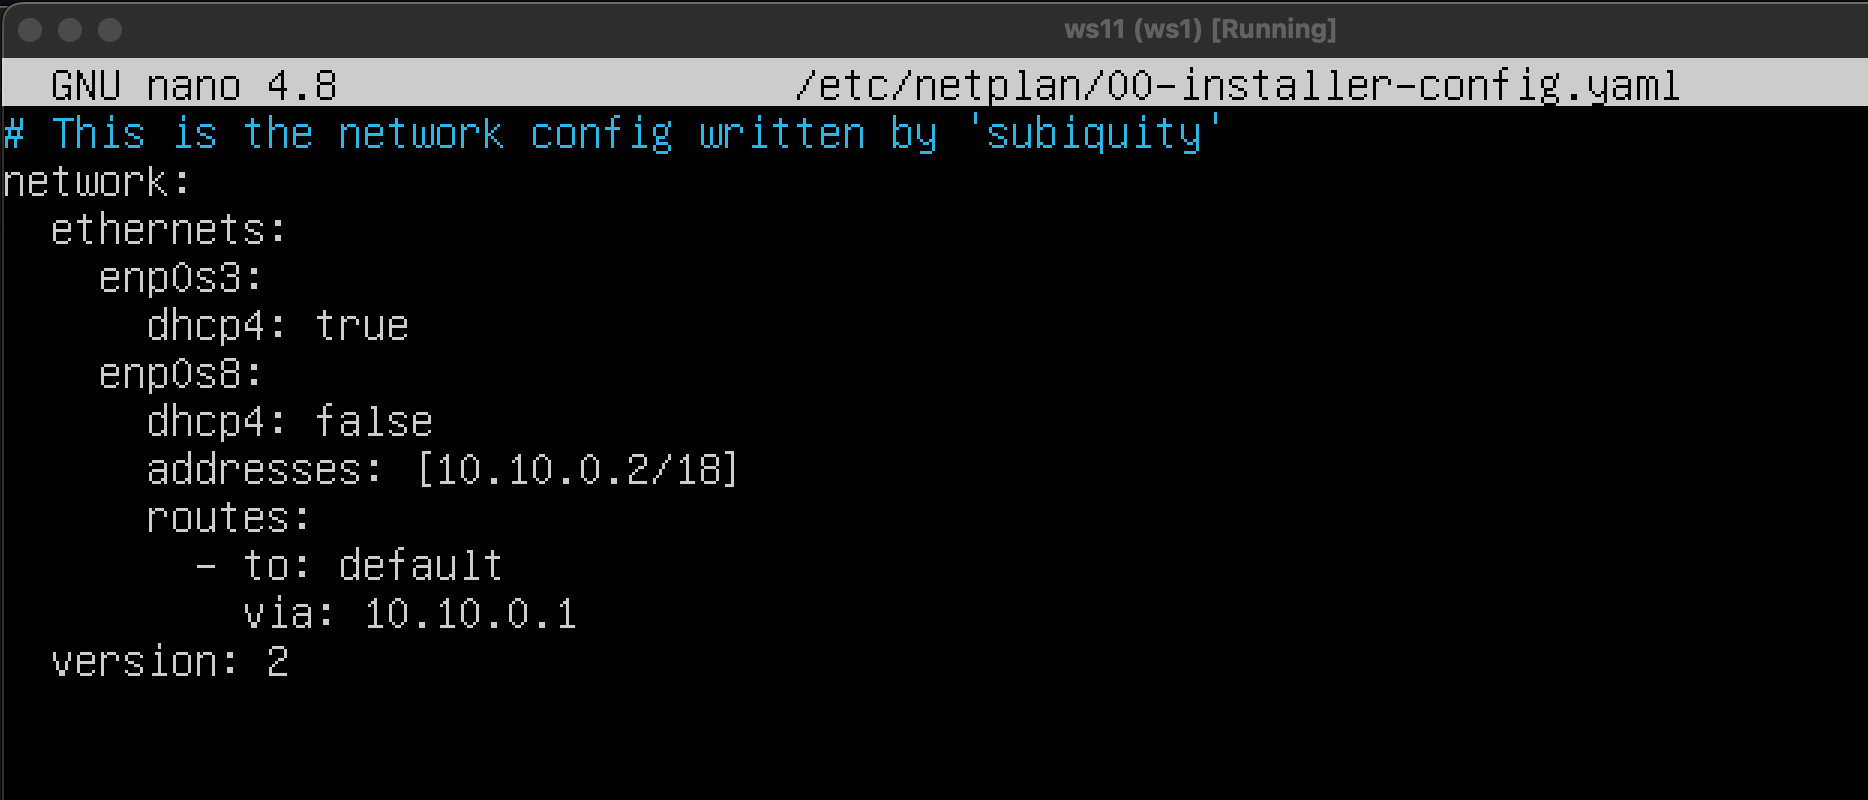 ws11 (ws1) [Running]
GNU nano 4.8 /etc/netplan/00-installer-config.yaml
# This is the network config written by 'subiquity'
network:
  ethernets:
    enp0s3:
      dhcp4: true
    enp0s8:
      dhcp4: false
      addresses: [10.10.0.2/18]
      routes:
        - to: default
          via: 10.10.0.1
  version: 2